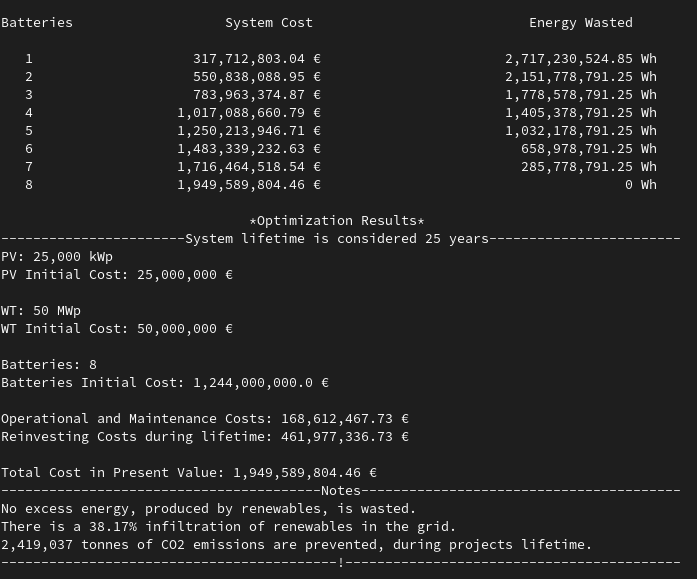 Batteries System Cost Energy Wasted
1 317,712,803.04 € 2,717,230,524.85 Wh
2 550,838,088.95 € 2,151,778,791.25 Wh
3 783,963,374.87 € 1,778,578,791.25 Wh
4 1,017,088,660.79 € 1,405,378,791.25 Wh
5 1,250,213,946.71 € 1,032,178,791.25 Wh
6 1,483,339,232.63 € 658,978,791.25 Wh
7 1,716,464,518.54 € 285,778,791.25 Wh
8 1,949,589,804.46 € 0 Wh
*Optimization Results*
-----------------------System lifetime is considered 25 years------------------------
PV: 25,000 kWp
PV Initial Cost: 25,000,000 €
WT: 50 MWp
WT Initial Cost: 50,000,000 €
Batteries: 8
Batteries Initial Cost: 1,244,000,000.0 €
Operational and Maintenance Costs: 168,612,467.73 €
Reinvesting Costs during lifetime: 461,977,336.73 €
Total Cost in Present Value: 1,949,589,804.46 €
----------------------------------------Notes----------------------------------------
No excess energy, produced by renewables, is wasted.
There is a 38.17% infiltration of renewables in the grid.
2,419,037 tonnes of CO2 emissions are prevented, during projects lifetime.
------------------------------------------!------------------------------------------